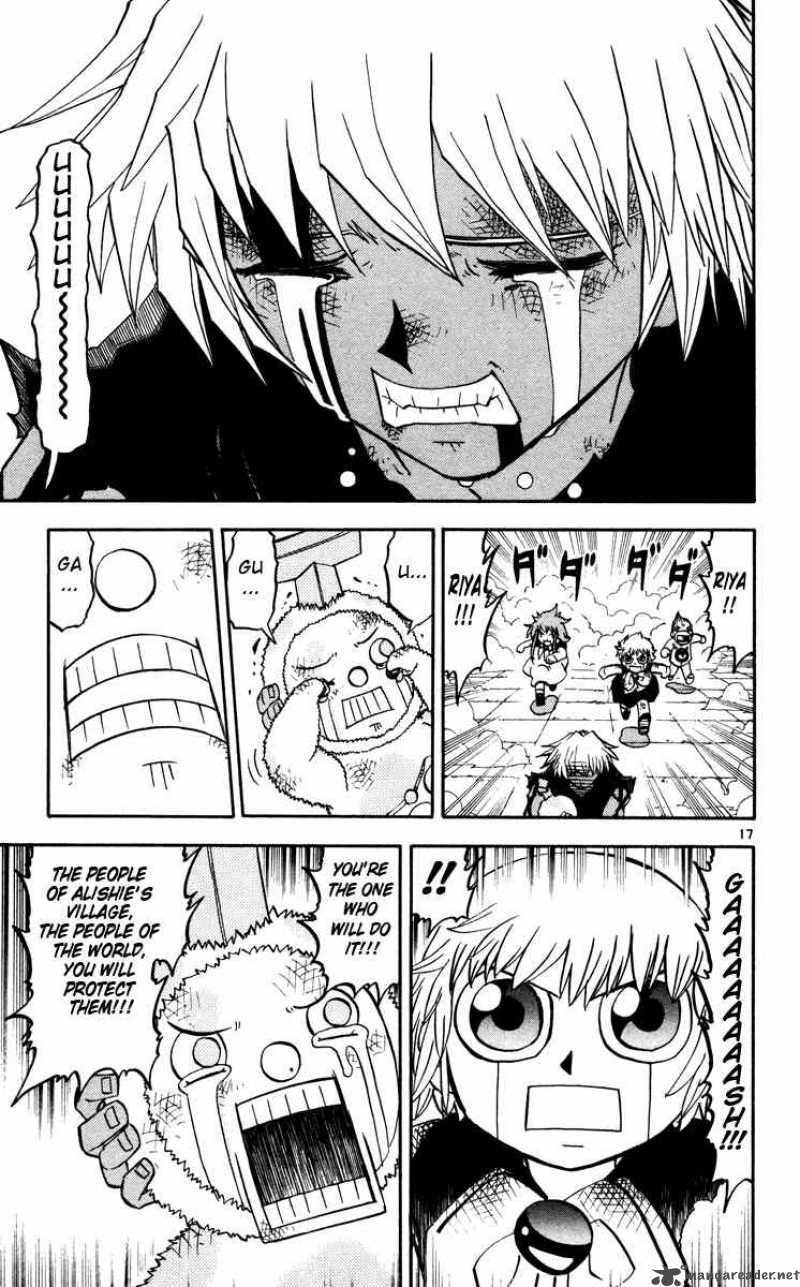 UUUUUU~~~~
RIYA
!!
RIYA
!!!
ダ
ダ
ダ
U...
GU
...
GA
...
17
GAAAAAAAAASH!!!
!!
YOU'RE
THE ONE
WHO
WILL DO
IT!!!
THE PEOPLE
OF ALISHIE'S
VILLAGE,
THE PEOPLE OF
THE WORLD,
YOU WILL
PROTECT
THEM!!!
mangareader.net